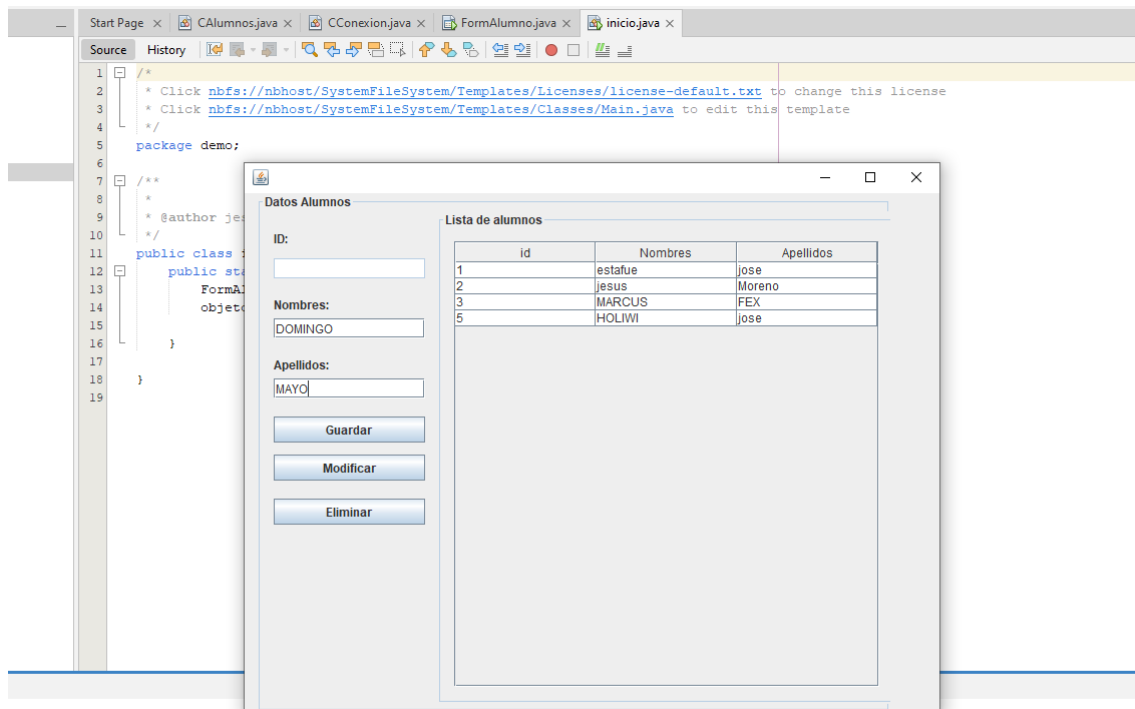 Start Page CAlumnos.java CConexion.java FormAlumno.java inicio.java
Source History
1 /*
2 * Click nbfs://nbhost/SystemFileSystem/Templates/Licenses/license-default.txt to change this license
3 * Click nbfs://nbhost/SystemFileSystem/Templates/Classes/Main.java to edit this template
4 */
5 package demo;
6
7 /**
8 *
9 * @author jes
10 */
11 public class
12 public sta
13 FormAl
14 objeto
15
16 }
17
18 }
19
Datos Alumnos
ID:
Nombres:
DOMINGO
Apellidos:
MAYO
Guardar
Modificar
Eliminar
Lista de alumnos
id Nombres Apellidos
1 estafue jose
2 jesus Moreno
3 MARCUS FEX
5 HOLIWI jose